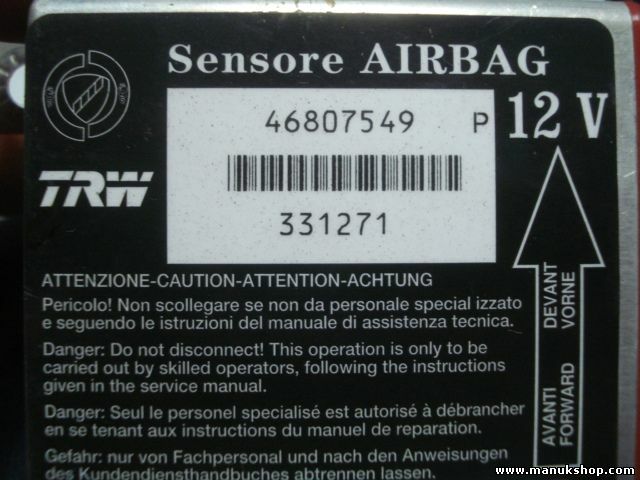 Sensore AIRBAG
46807549 P
12 V
TRW
331271
ATTENZIONE-CAUTION-ATTENTION-ACHTUNG
Pericolo! Non scollegare se non da personale special izzato
e seguendo le istruzioni del manuale di assistenza tecnica.
Danger: Do not disconnect! This operation is only to be
carried out by skilled operators, following the instructions
given in the service manual.
Danger: Seul le personel specialisé est autorisé à débrancher
en se tenant aux instructions du manuel de reparation.
Gefahr: nur von Fachpersonal und nach den Anweisungen
des Kundendiensthandbuches abtrennen lassen.
AVANTI DEVANT
FORWARD VORNE
www.manukshop.com